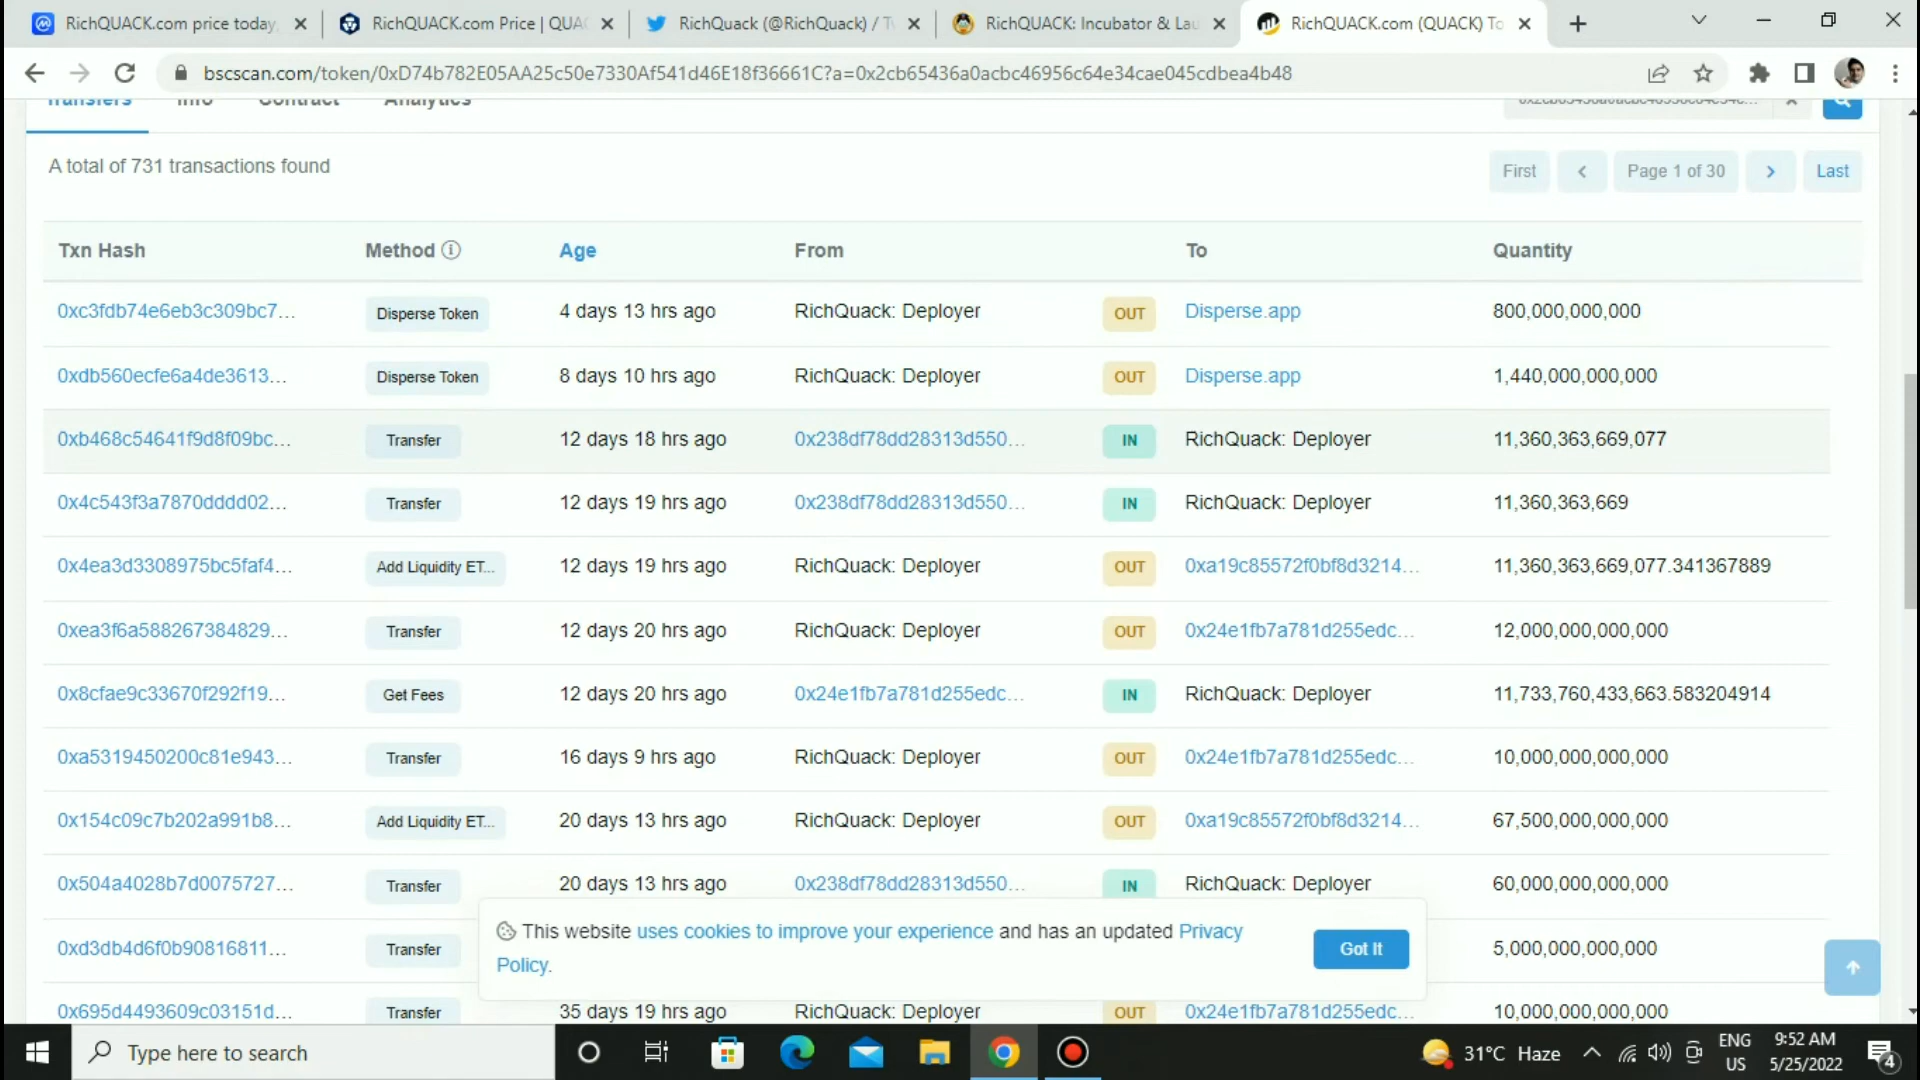 RichQUACK.com price today,
RichQUACK.com Price | QUAC
RichQuack (@RichQuack) / Tw
RichQUACK: Incubator & Lau
RichQUACK.com (QUACK) To
bscscan.com/token/0xD74b782E05AA25c50e7330Af541d46E18f36661C?a=0x2cb65436a0acbc46956c64e34cae045cdbea4b48
Transfers Info Contract Analytics
A total of 731 transactions found
First Page 1 of 30 Last
Txn Hash Method Age From To Quantity
0xc3fdb74e6eb3c309bc7... Disperse Token 4 days 13 hrs ago RichQuack: Deployer OUT Disperse.app 800,000,000,000
0xdb560ecfe6a4de3613... Disperse Token 8 days 10 hrs ago RichQuack: Deployer OUT Disperse.app 1,440,000,000,000
0xb468c54641f9d8f09bc... Transfer 12 days 18 hrs ago 0x238df78dd28313d550... IN RichQuack: Deployer 11,360,363,669,077
0x4c543f3a7870dddd02... Transfer 12 days 19 hrs ago 0x238df78dd28313d550... IN RichQuack: Deployer 11,360,363,669
0x4ea3d3308975bc5faf4... Add Liquidity ET... 12 days 19 hrs ago RichQuack: Deployer OUT 0xa19c85572f0bf8d3214... 11,360,363,669,077.341367889
0xea3f6a588267384829... Transfer 12 days 20 hrs ago RichQuack: Deployer OUT 0x24e1fb7a781d255edc... 12,000,000,000,000
0x8cfae9c33670f292f19... Get Fees 12 days 20 hrs ago 0x24e1fb7a781d255edc... IN RichQuack: Deployer 11,733,760,433,663.583204914
0xa5319450200c81e943... Transfer 16 days 9 hrs ago RichQuack: Deployer OUT 0x24e1fb7a781d255edc... 10,000,000,000,000
0x154c09c7b202a991b8... Add Liquidity ET... 20 days 13 hrs ago RichQuack: Deployer OUT 0xa19c85572f0bf8d3214... 67,500,000,000,000
0x504a4028b7d0075727... Transfer 20 days 13 hrs ago 0x238df78dd28313d550... IN RichQuack: Deployer 60,000,000,000,000
0xd3db4d6f0b90816811... Transfer 5,000,000,000,000
This website uses cookies to improve your experience and has an updated Privacy
Policy.
Got It
0x695d4493609c03151d... Transfer 35 days 19 hrs ago RichQuack: Deployer OUT 0x24e1fb7a781d255edc... 10,000,000,000,000
Type here to search
31°C Haze
ENG
US
9:52 AM
5/25/2022
4